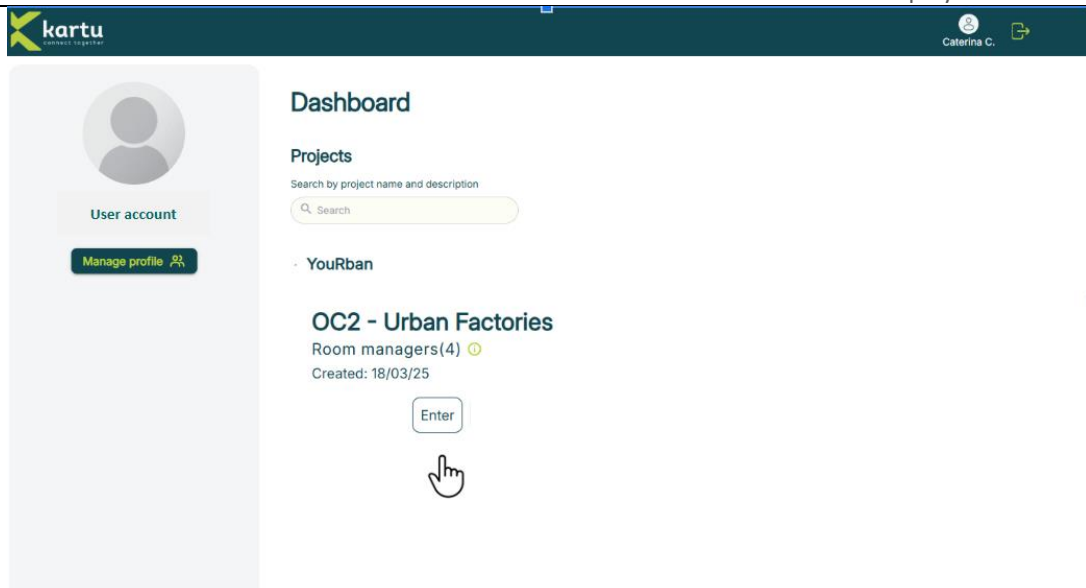 kartu
connect together
Caterina C.
Dashboard
Projects
Search by project name and description
Search
User account
Manage profile
- YouRban
OC2 - Urban Factories
Room managers(4)
Created: 18/03/25
Enter